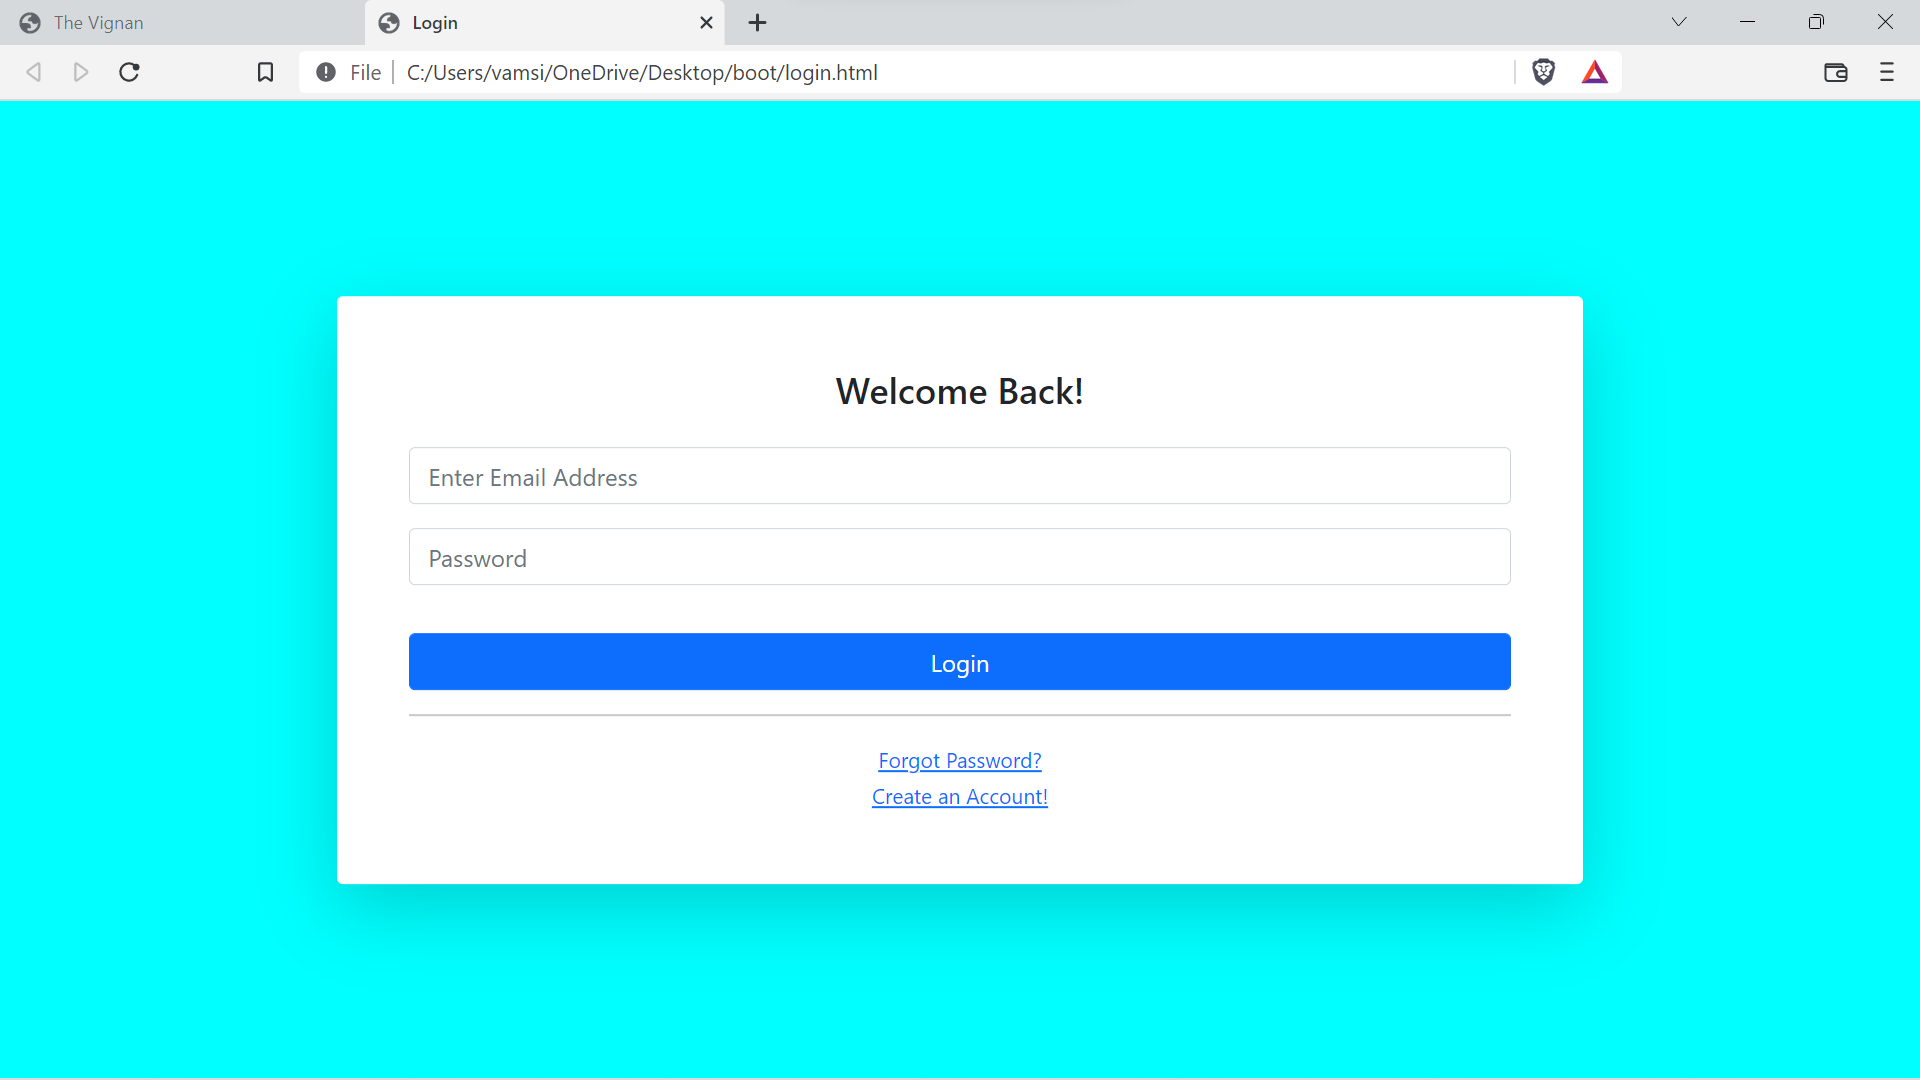 The Vignan
Login
File
C:/Users/vamsi/OneDrive/Desktop/boot/login.html
Welcome Back!
Enter Email Address
Password
Login
Forgot Password?
Create an Account!